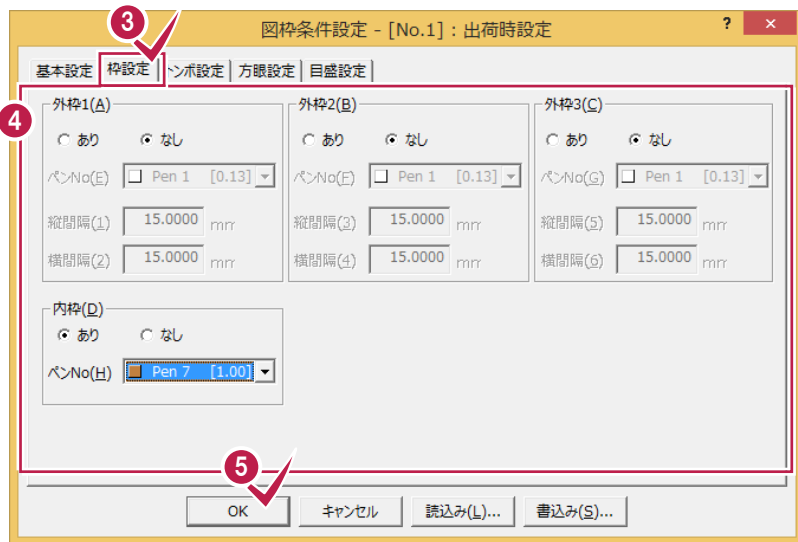 3
図枠条件設定 - [No.1] : 出荷時設定
? ×
基本設定 枠設定 トンボ設定 方眼設定 目盛設定
4
外枠1(A) 外枠2(B) 外枠3(C)
あり なし あり なし あり なし
ペンNo(E) Pen 1 [0.13] ペンNo(F) Pen 1 [0.13] ペンNo(G) Pen 1 [0.13]
縦間隔(1) 15.0000 mm 縦間隔(3) 15.0000 mm 縦間隔(5) 15.0000 mm
横間隔(2) 15.0000 mm 横間隔(4) 15.0000 mm 横間隔(6) 15.0000 mm
内枠(D)
あり なし
ペンNo(H) Pen 7 [1.00]
5
OK キャンセル 読込み(L)... 書込み(S)...